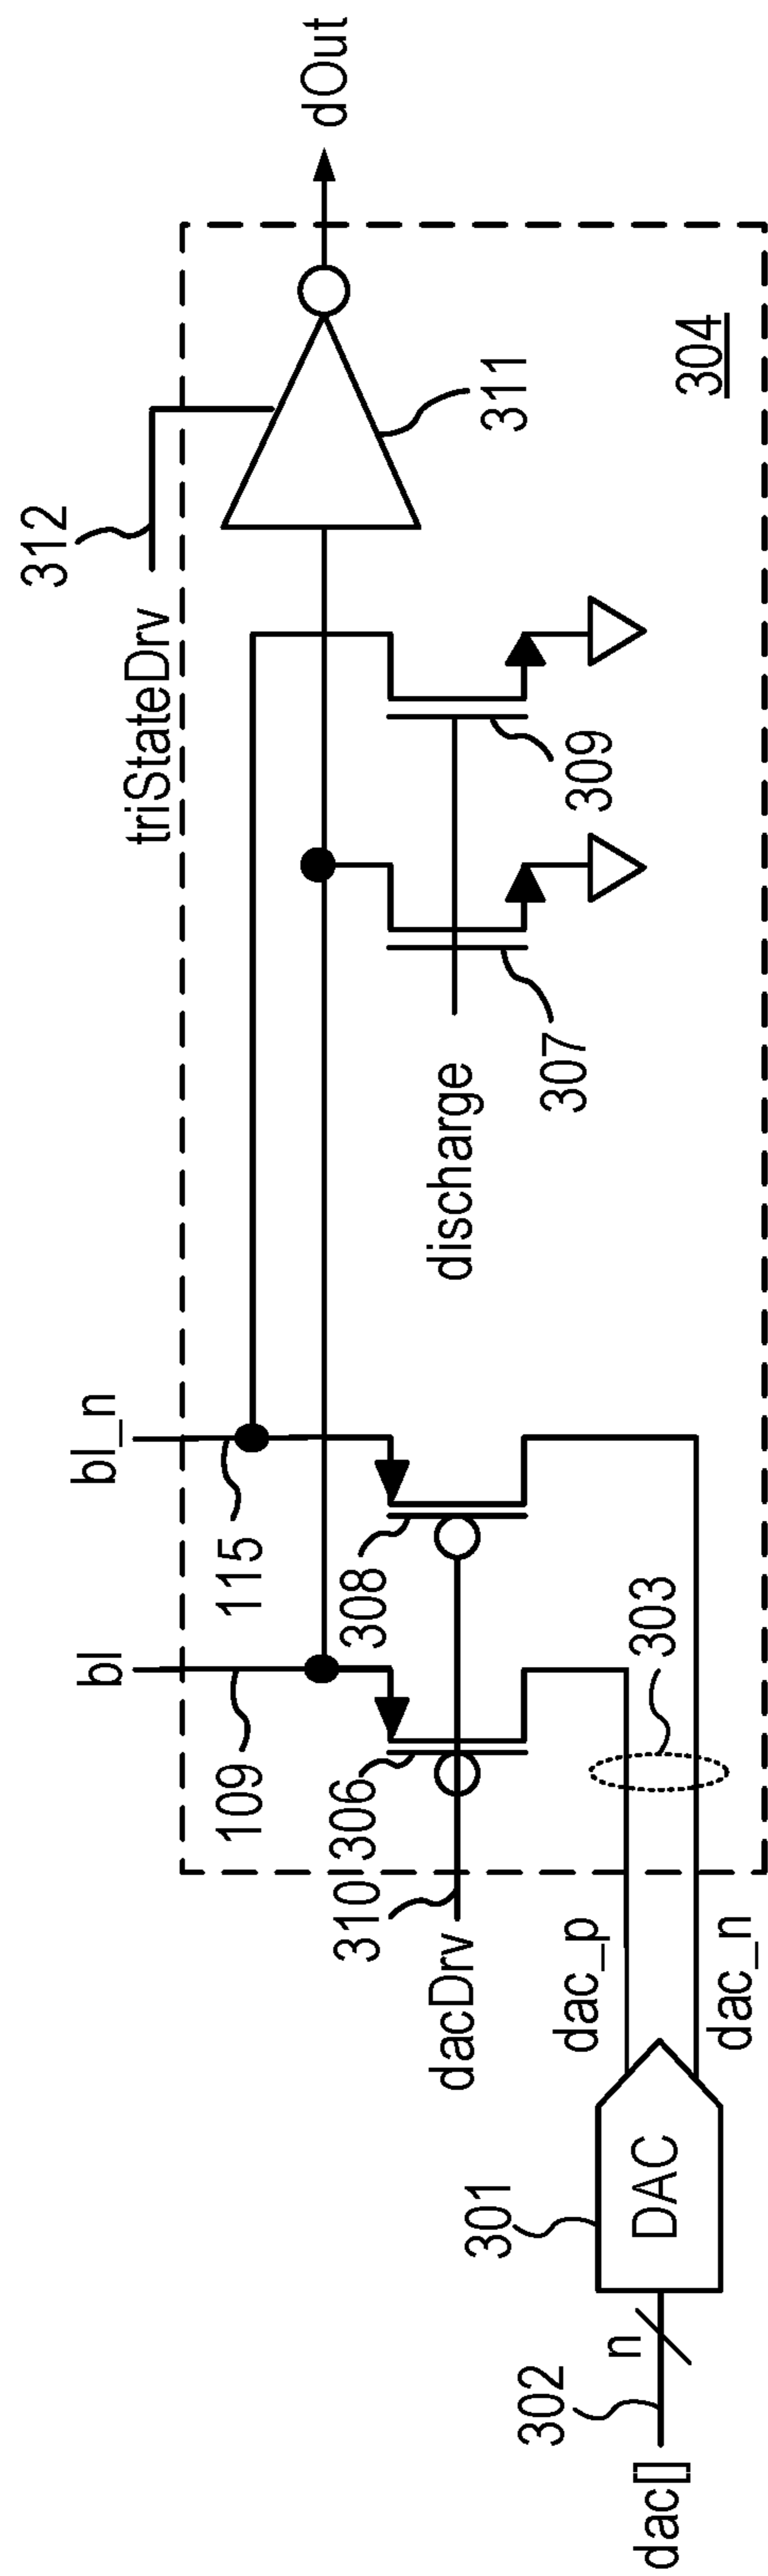 bl
bl_n
triStateDrv
312
109
115
dOut
306
308
310
dacDrv
discharge
307
309
311
304
303
dac_p
dac_n
301
DAC
302
n
dac[]